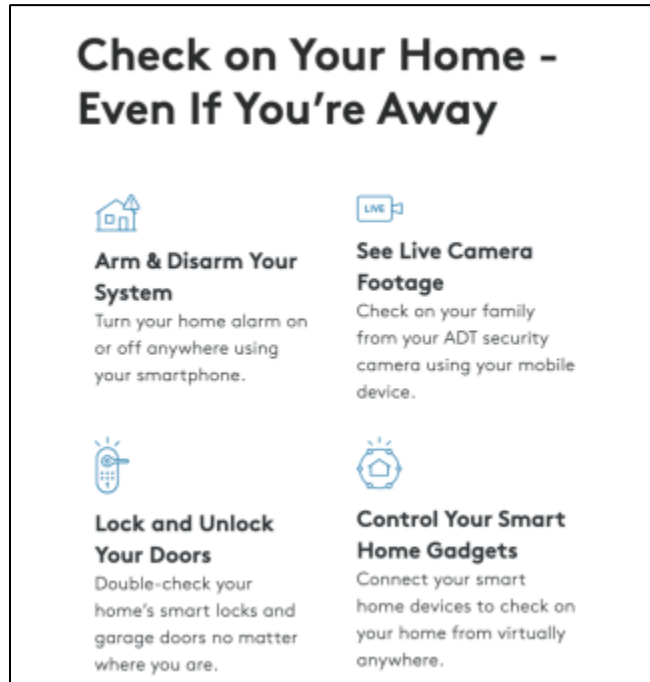 Check on Your Home -
Even If You're Away
Arm & Disarm Your
System
Turn your home alarm on
or off anywhere using
your smartphone.
LIVE
See Live Camera
Footage
Check on your family
from your ADT security
camera using your mobile
device.
Lock and Unlock
Your Doors
Double-check your
home's smart locks and
garage doors no matter
where you are.
Control Your Smart
Home Gadgets
Connect your smart
home devices to check on
your home from virtually
anywhere.